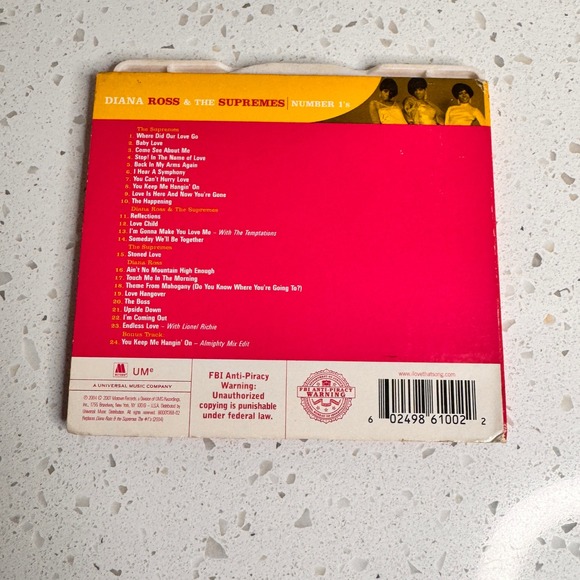 DIANA ROSS & THE SUPREMES | NUMBER 1's
The Supremes
1. Where Did Our Love Go
2. Baby Love
3. Come See About Me
4. Stop! In The Name of Love
5. Back In My Arms Again
6. I Hear A Symphony
7. You Can't Hurry Love
8. You Keep Me Hangin' On
9. Love Is Here And Now You're Gone
10. The Happening
Diana Ross & The Supremes
11. Reflections
12. Love Child
13. I'm Gonna Make You Love Me – With The Temptations
14. Someday We'll Be Together
The Supremes
15. Stoned Love
Diana Ross
16. Ain't No Mountain High Enough
17. Touch Me In The Morning
18. Theme From Mahogany (Do You Know Where You're Going To?)
19. Love Hangover
20. The Boss
21. Upside Down
22. I'm Coming Out
23. Endless Love – With Lionel Richie
Bonus Track:
24. You Keep Me Hangin' On – Almighty Mix Edit
M UMe
A UNIVERSAL MUSIC COMPANY
FBI Anti-Piracy
Warning:
Unauthorized
copying is punishable
under federal law.
FBI ANTI-PIRACY
WARNING
www.ilovethatsong.com
6 02498 61002 2